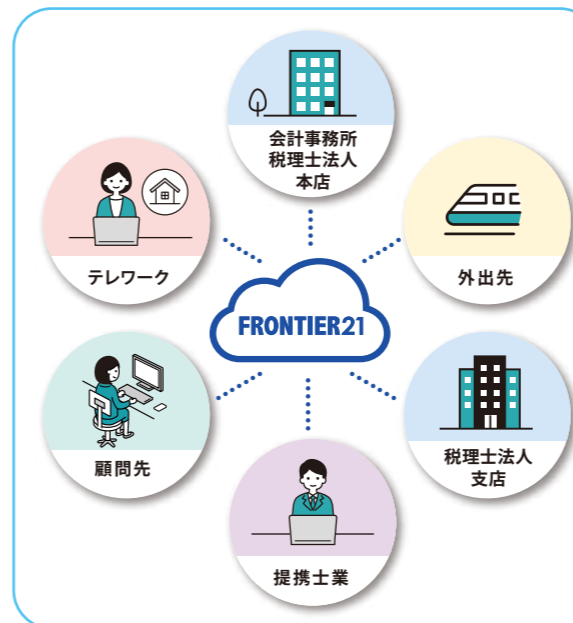 会計事務所
税理士法人
本店
テレワーク
外出先
FRONTIER21
顧問先
税理士法人
支店
提携士業